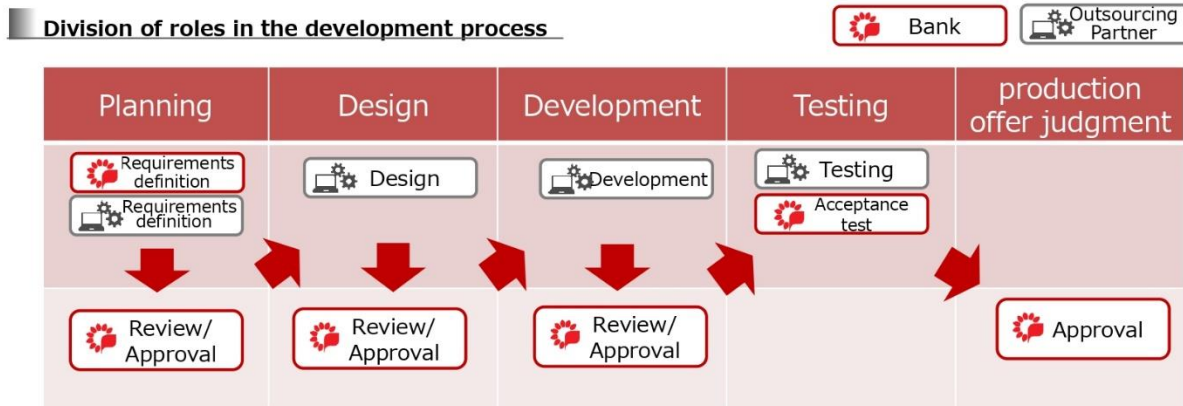 Division of roles in the development process
Bank
Outsourcing
Partner
Planning
Design
Development
Testing
production
offer judgment
Requirements
definition
Requirements
definition
Design
Development
Testing
Acceptance
test
Review/
Approval
Review/
Approval
Review/
Approval
Approval